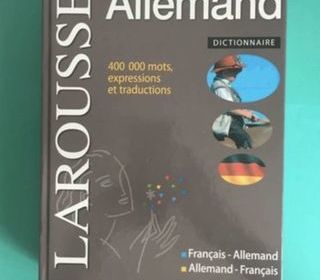 Allemand
LAROUSSE
DICTIONNAIRE
400 000 mots,
expressions
et traductions
Français - Allemand
Allemand - Français